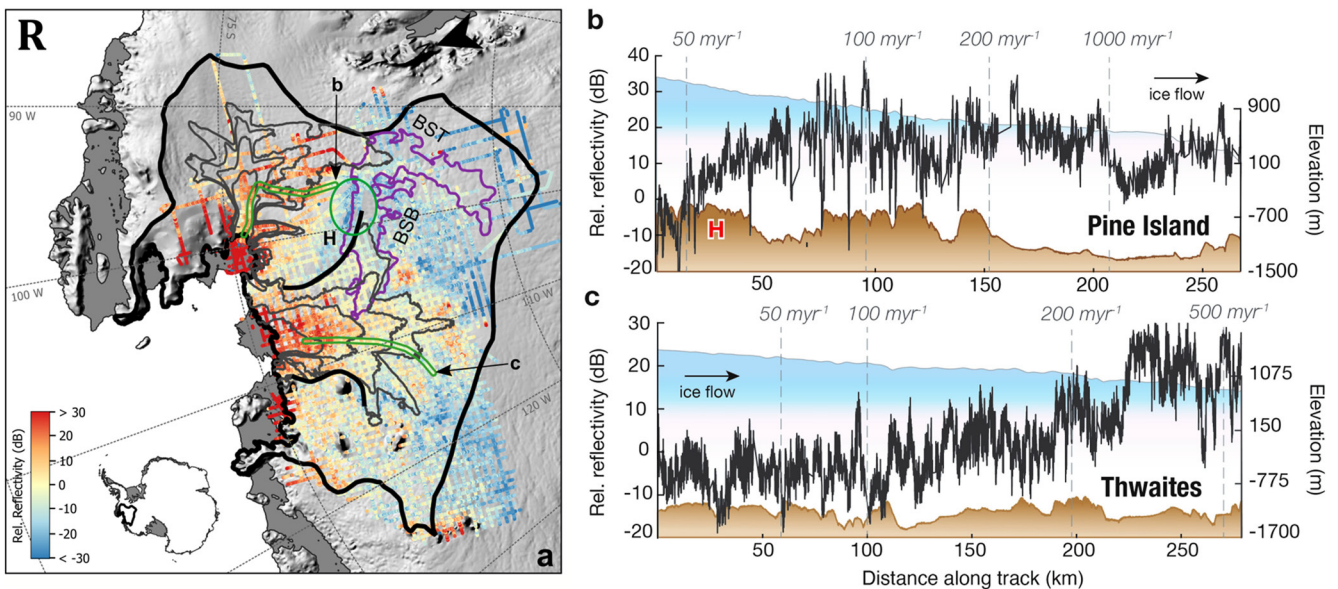 R
75 S
90 W
100 W
110 W
120 W
b
BST
BSB
H
c
> 30
20
10
0
-10
-20
< -30
Rel. Reflectivity (dB)
a
b
50 myr⁻¹
100 myr⁻¹
200 myr⁻¹
1000 myr⁻¹
ice flow
40
30
20
10
0
-10
-20
Rel. reflectivity (dB)
900
100
-700
-1500
Elevation (m)
H
Pine Island
50
100
150
200
250
c
50 myr⁻¹
100 myr⁻¹
200 myr⁻¹
500 myr⁻¹
ice flow
30
20
10
0
-10
-20
Rel. reflectivity (dB)
1075
150
-775
-1700
Elevation (m)
Thwaites
50
100
150
200
250
Distance along track (km)